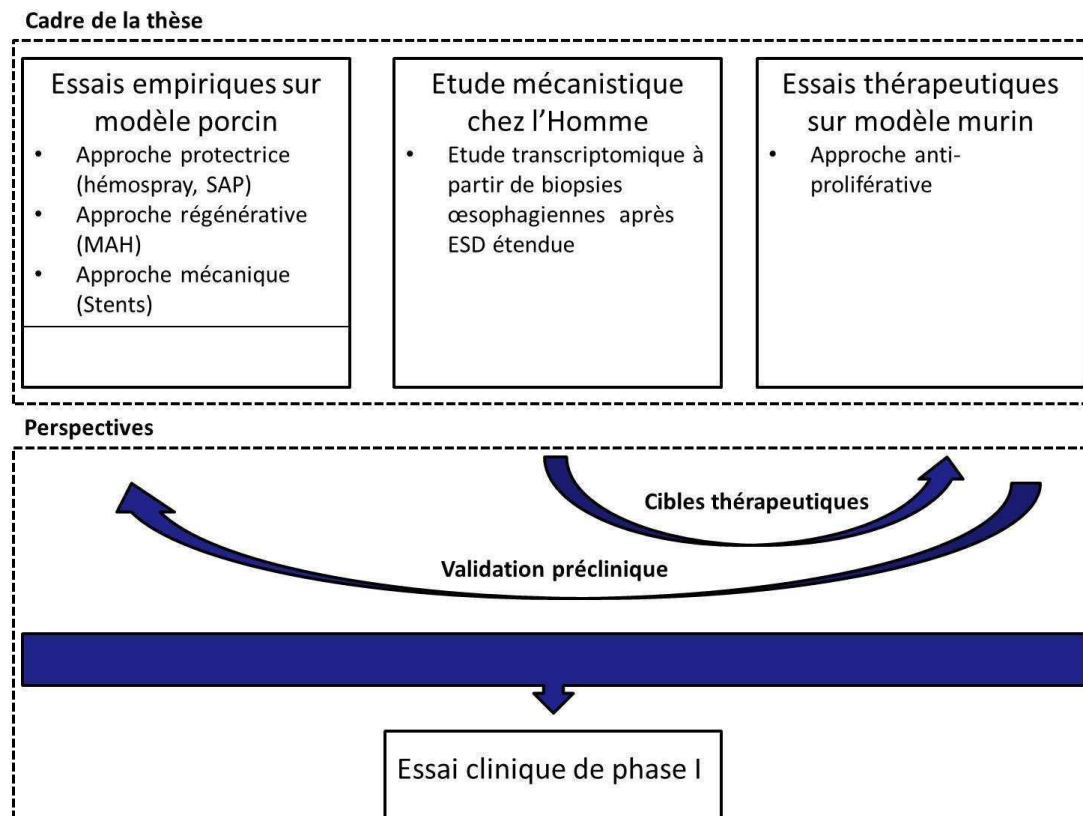 Cadre de la thèse
Essais empiriques sur
modèle porcin
• Approche protectrice
(hémospray, SAP)
• Approche régénérative
(MAH)
• Approche mécanique
(Stents)
Etude mécanistique
chez l'Homme
• Etude transcriptomique à
partir de biopsies
œsophagiennes après
ESD étendue
Essais thérapeutiques
sur modèle murin
• Approche anti-
proliférative
Perspectives
Cibles thérapeutiques
Validation préclinique
Essai clinique de phase I